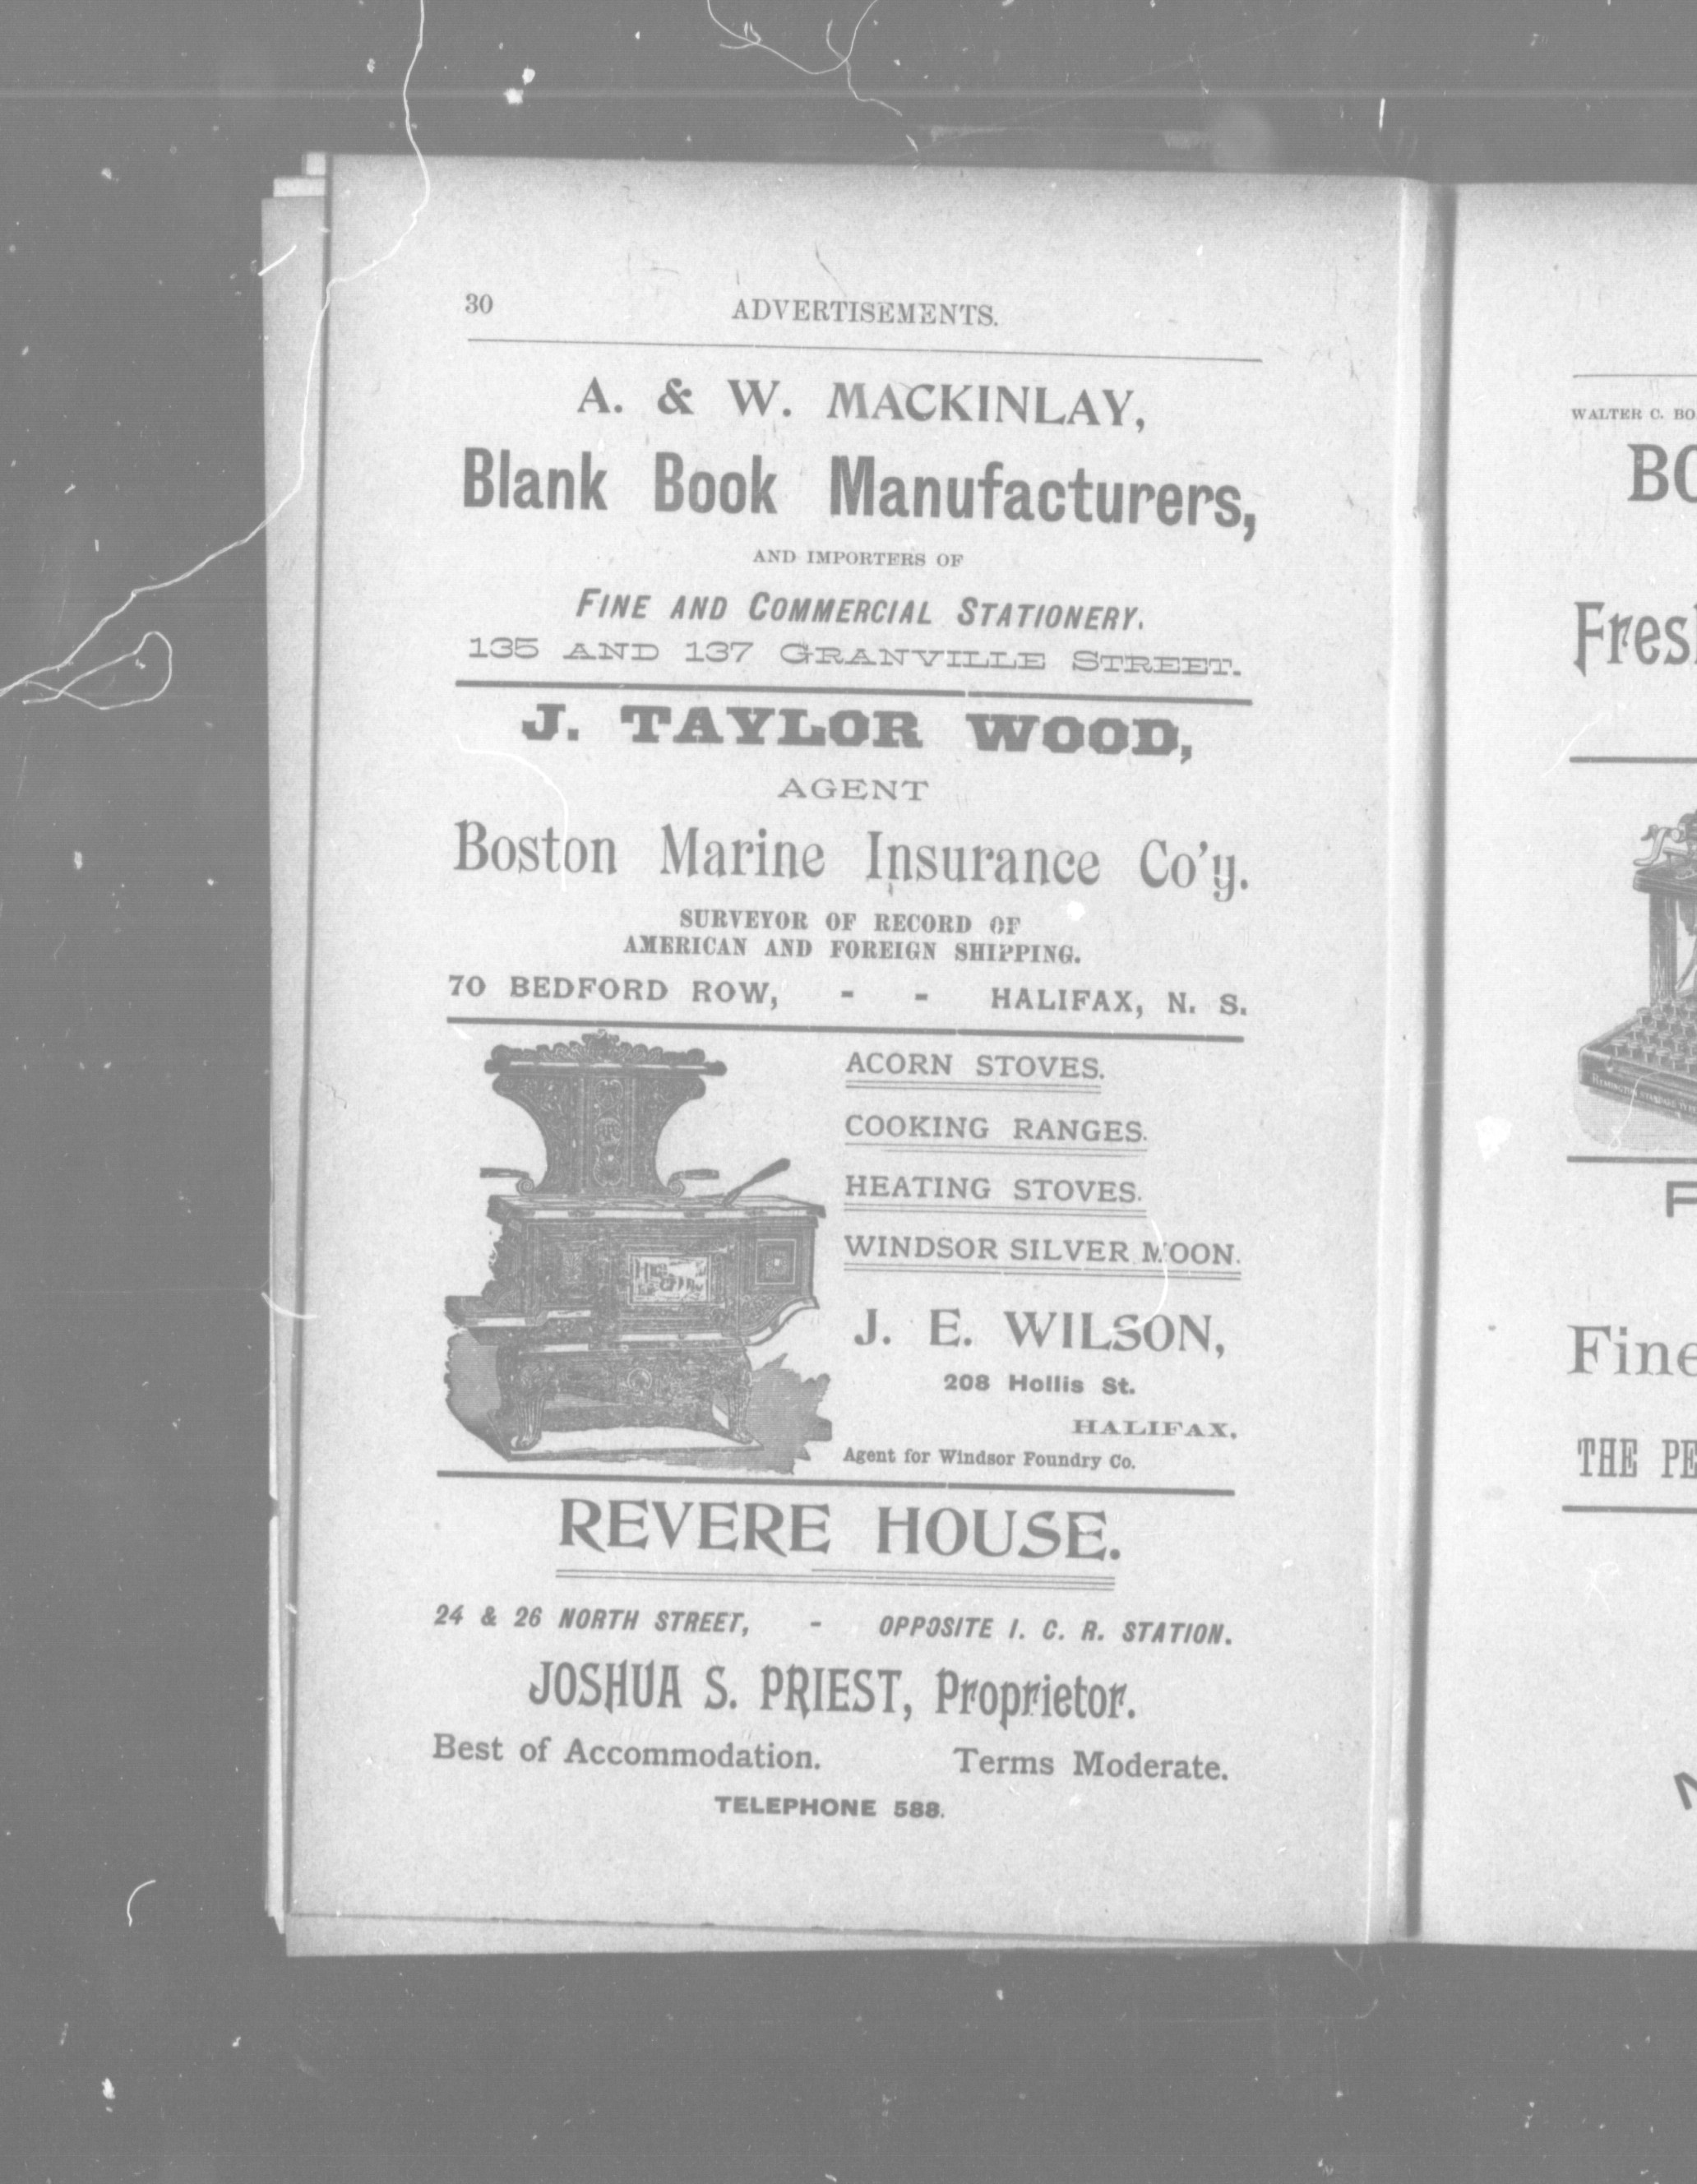 30
ADVERTISEMENTS.
A. & W. MACKINLAY,
Blank Book Manufacturers,
AND IMPORTERS OF
FINE AND COMMERCIAL STATIONERY.
135 AND 137 GRANVILLE STREET.
J. TAYLOR WOOD,
AGENT
Boston Marine Insurance Co'y.
SURVEYOR OF RECORD OF
AMERICAN AND FOREIGN SHIPPING.
70 BEDFORD ROW, - - HALIFAX, N. S.
ACORN STOVES.
COOKING RANGES.
HEATING STOVES.
WINDSOR SILVER MOON.
J. E. WILSON,
208 Hollis St.
HALIFAX,
Agent for Windsor Foundry Co.
REVERE HOUSE.
24 & 26 NORTH STREET, - OPPOSITE I. C. R. STATION.
JOSHUA S. PRIEST, Proprietor.
Best of Accommodation. Terms Moderate.
TELEPHONE 588.
WALTER C. BO
BO
Fres
REMINGTON STANDARD
F
Fine
THE PE